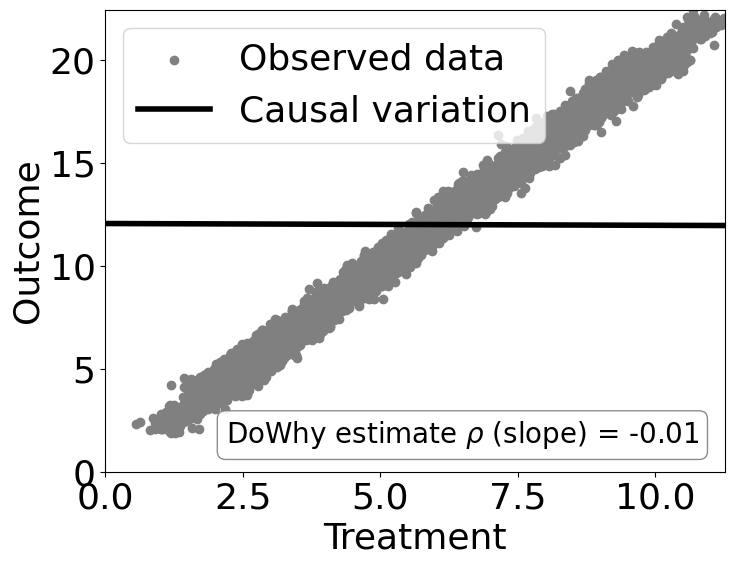 Observed data
Causal variation
Outcome
20
15
10
5
0
DoWhy estimate ρ (slope) = -0.01
0.0 2.5 5.0 7.5 10.0
Treatment